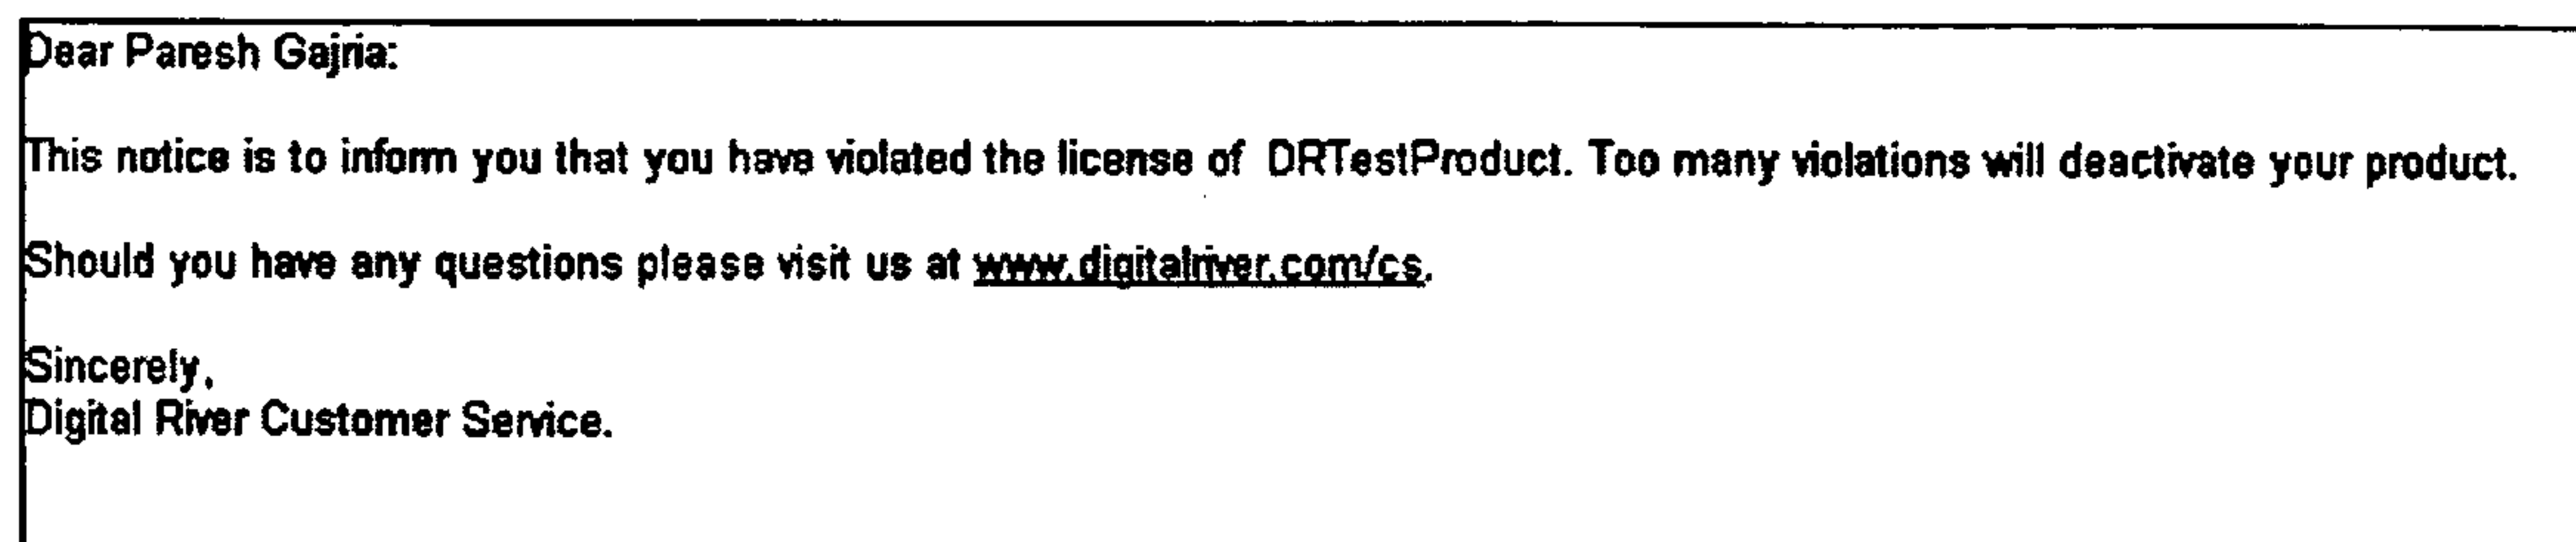 Dear Paresh Gajria:
This notice is to inform you that you have violated the license of DRTestProduct. Too many violations will deactivate your product.
Should you have any questions please visit us at www.digitalriver.com/cs.
Sincerely,
Digital River Customer Service.